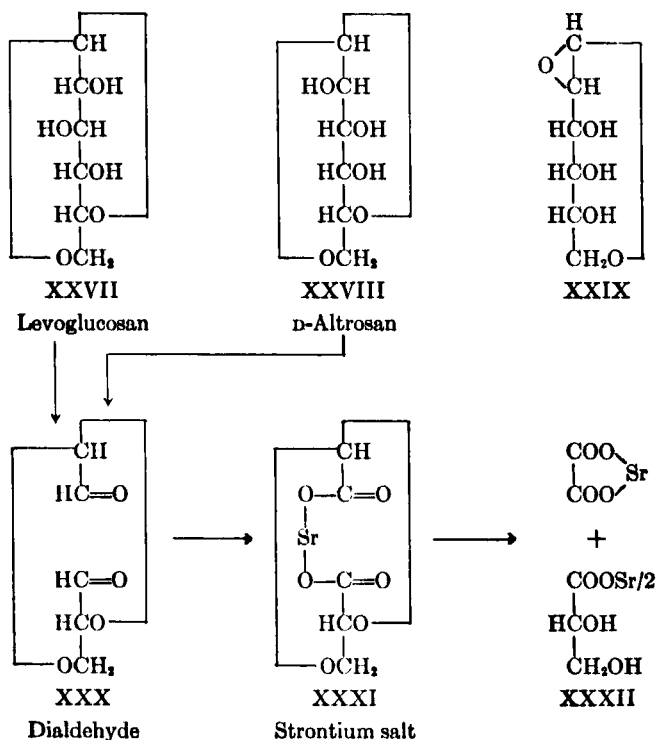 CH
HCOH
HOCH
HCOH
HCO
OCH₂
XXVII
Levoglucosan
CH
HOCH
HCOH
HCOH
HCO
OCH₂
XXVIII
D-Altrosan
H
C
O
CH
HCOH
HCOH
HCOH
CH₂O
XXIX
CH
HC=O
HC=O
HCO
OCH₂
XXX
Dialdehyde
CH
O—C=O
Sr
O—C=O
HCO
OCH₂
XXXI
Strontium salt
COO
Sr
COO
+
COOSr/2
HCOH
CH₂OH
XXXII